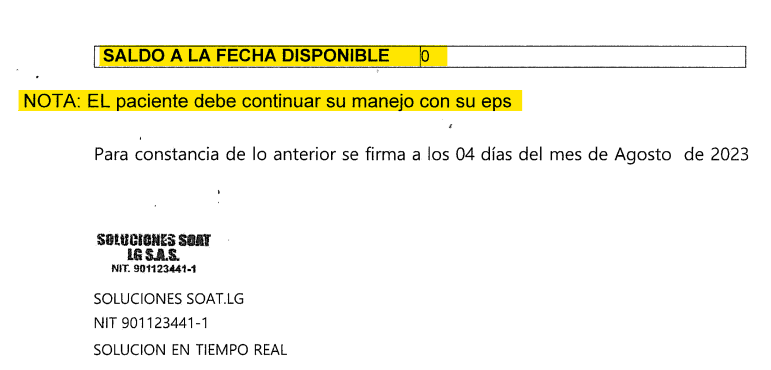 SALDO A LA FECHA DISPONIBLE 0
NOTA: EL paciente debe continuar su manejo con su eps
Para constancia de lo anterior se firma a los 04 días del mes de Agosto de 2023
SOLUCIONES SOAT
LG S.A.S.
NIT. 901123441-1
SOLUCIONES SOAT.LG
NIT 901123441-1
SOLUCION EN TIEMPO REAL